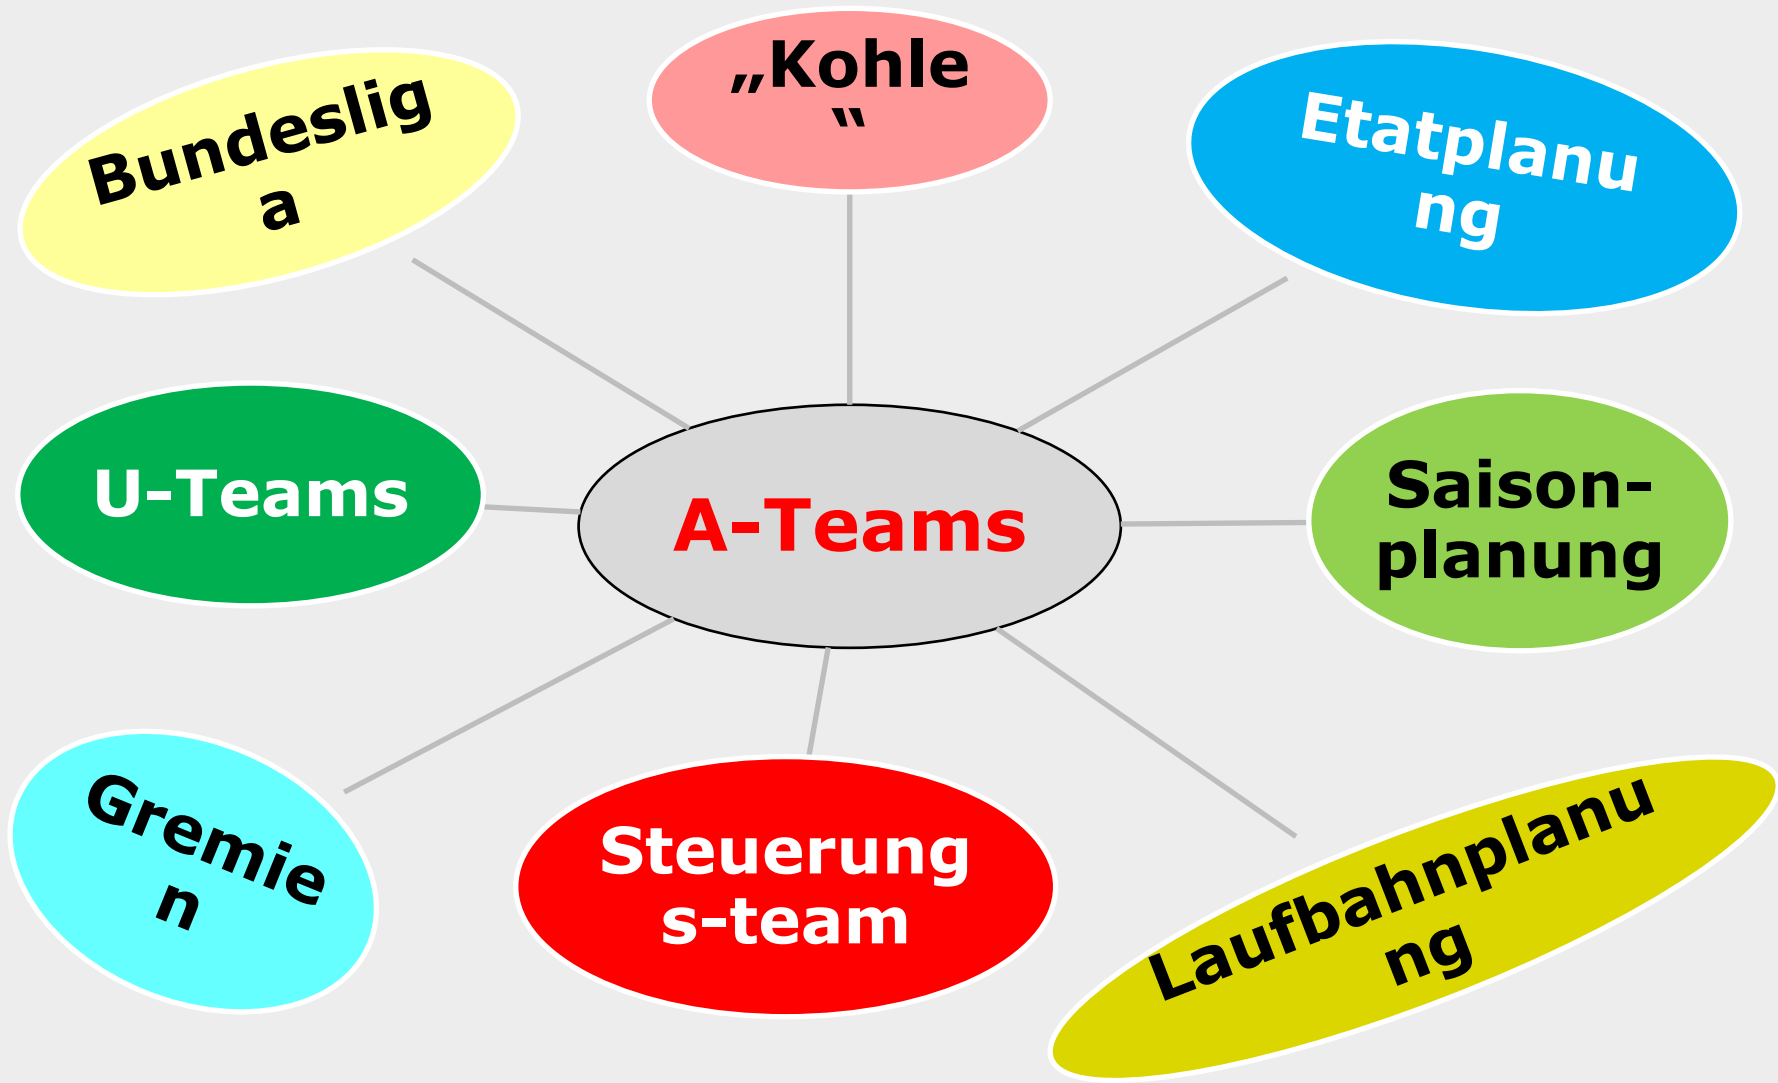 Bundeslig
a
„Kohle
“
Etatplanu
ng
U-Teams
A-Teams
Saison-
planung
Gremie
n
Steuerung
s-team
Laufbahnplanu
ng